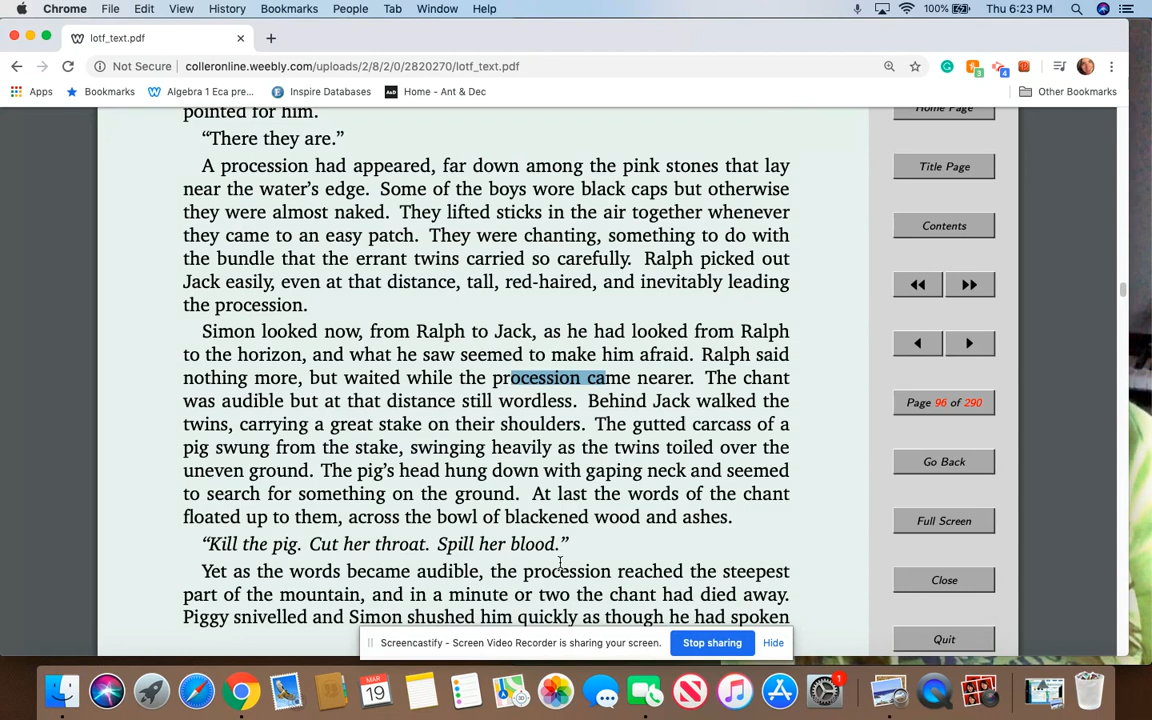 Chrome File Edit View History Bookmarks People Tab Window Help 100% Thu 6:23 PM
lotf_text.pdf
Not Secure colleronline.weebly.com/uploads/2/8/2/0/2820270/lotf_text.pdf
Apps Bookmarks Algebra 1 Eca pre... Inspire Databases Home - Ant & Dec Other Bookmarks
pointed for him.
“There they are.”
A procession had appeared, far down among the pink stones that lay
near the water’s edge. Some of the boys wore black caps but otherwise
they were almost naked. They lifted sticks in the air together whenever
they came to an easy patch. They were chanting, something to do with
the bundle that the errant twins carried so carefully. Ralph picked out
Jack easily, even at that distance, tall, red-haired, and inevitably leading
the procession.
Simon looked now, from Ralph to Jack, as he had looked from Ralph
to the horizon, and what he saw seemed to make him afraid. Ralph said
nothing more, but waited while the procession came nearer. The chant
was audible but at that distance still wordless. Behind Jack walked the
twins, carrying a great stake on their shoulders. The gutted carcass of a
pig swung from the stake, swinging heavily as the twins toiled over the
uneven ground. The pig’s head hung down with gaping neck and seemed
to search for something on the ground. At last the words of the chant
floated up to them, across the bowl of blackened wood and ashes.
“Kill the pig. Cut her throat. Spill her blood.”
Yet as the words became audible, the procession reached the steepest
part of the mountain, and in a minute or two the chant had died away.
Piggy snivelled and Simon shushed him quickly as though he had spoken
Home Page
Title Page
Contents
Page 96 of 290
Go Back
Full Screen
Close
Quit
Screencastify - Screen Video Recorder is sharing your screen. Stop sharing Hide
MAR
19
1